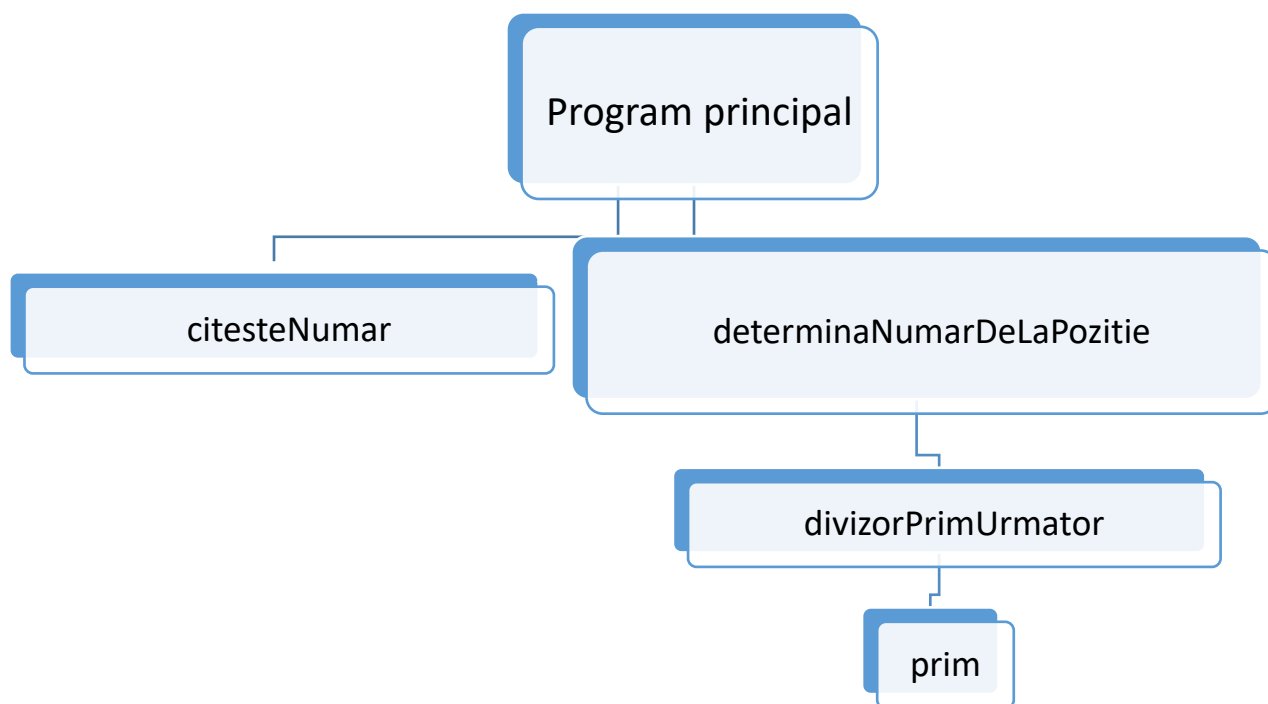 Program principal
citesteNumar
determinaNumarDeLaPozitie
divizorPrimUrmator
prim